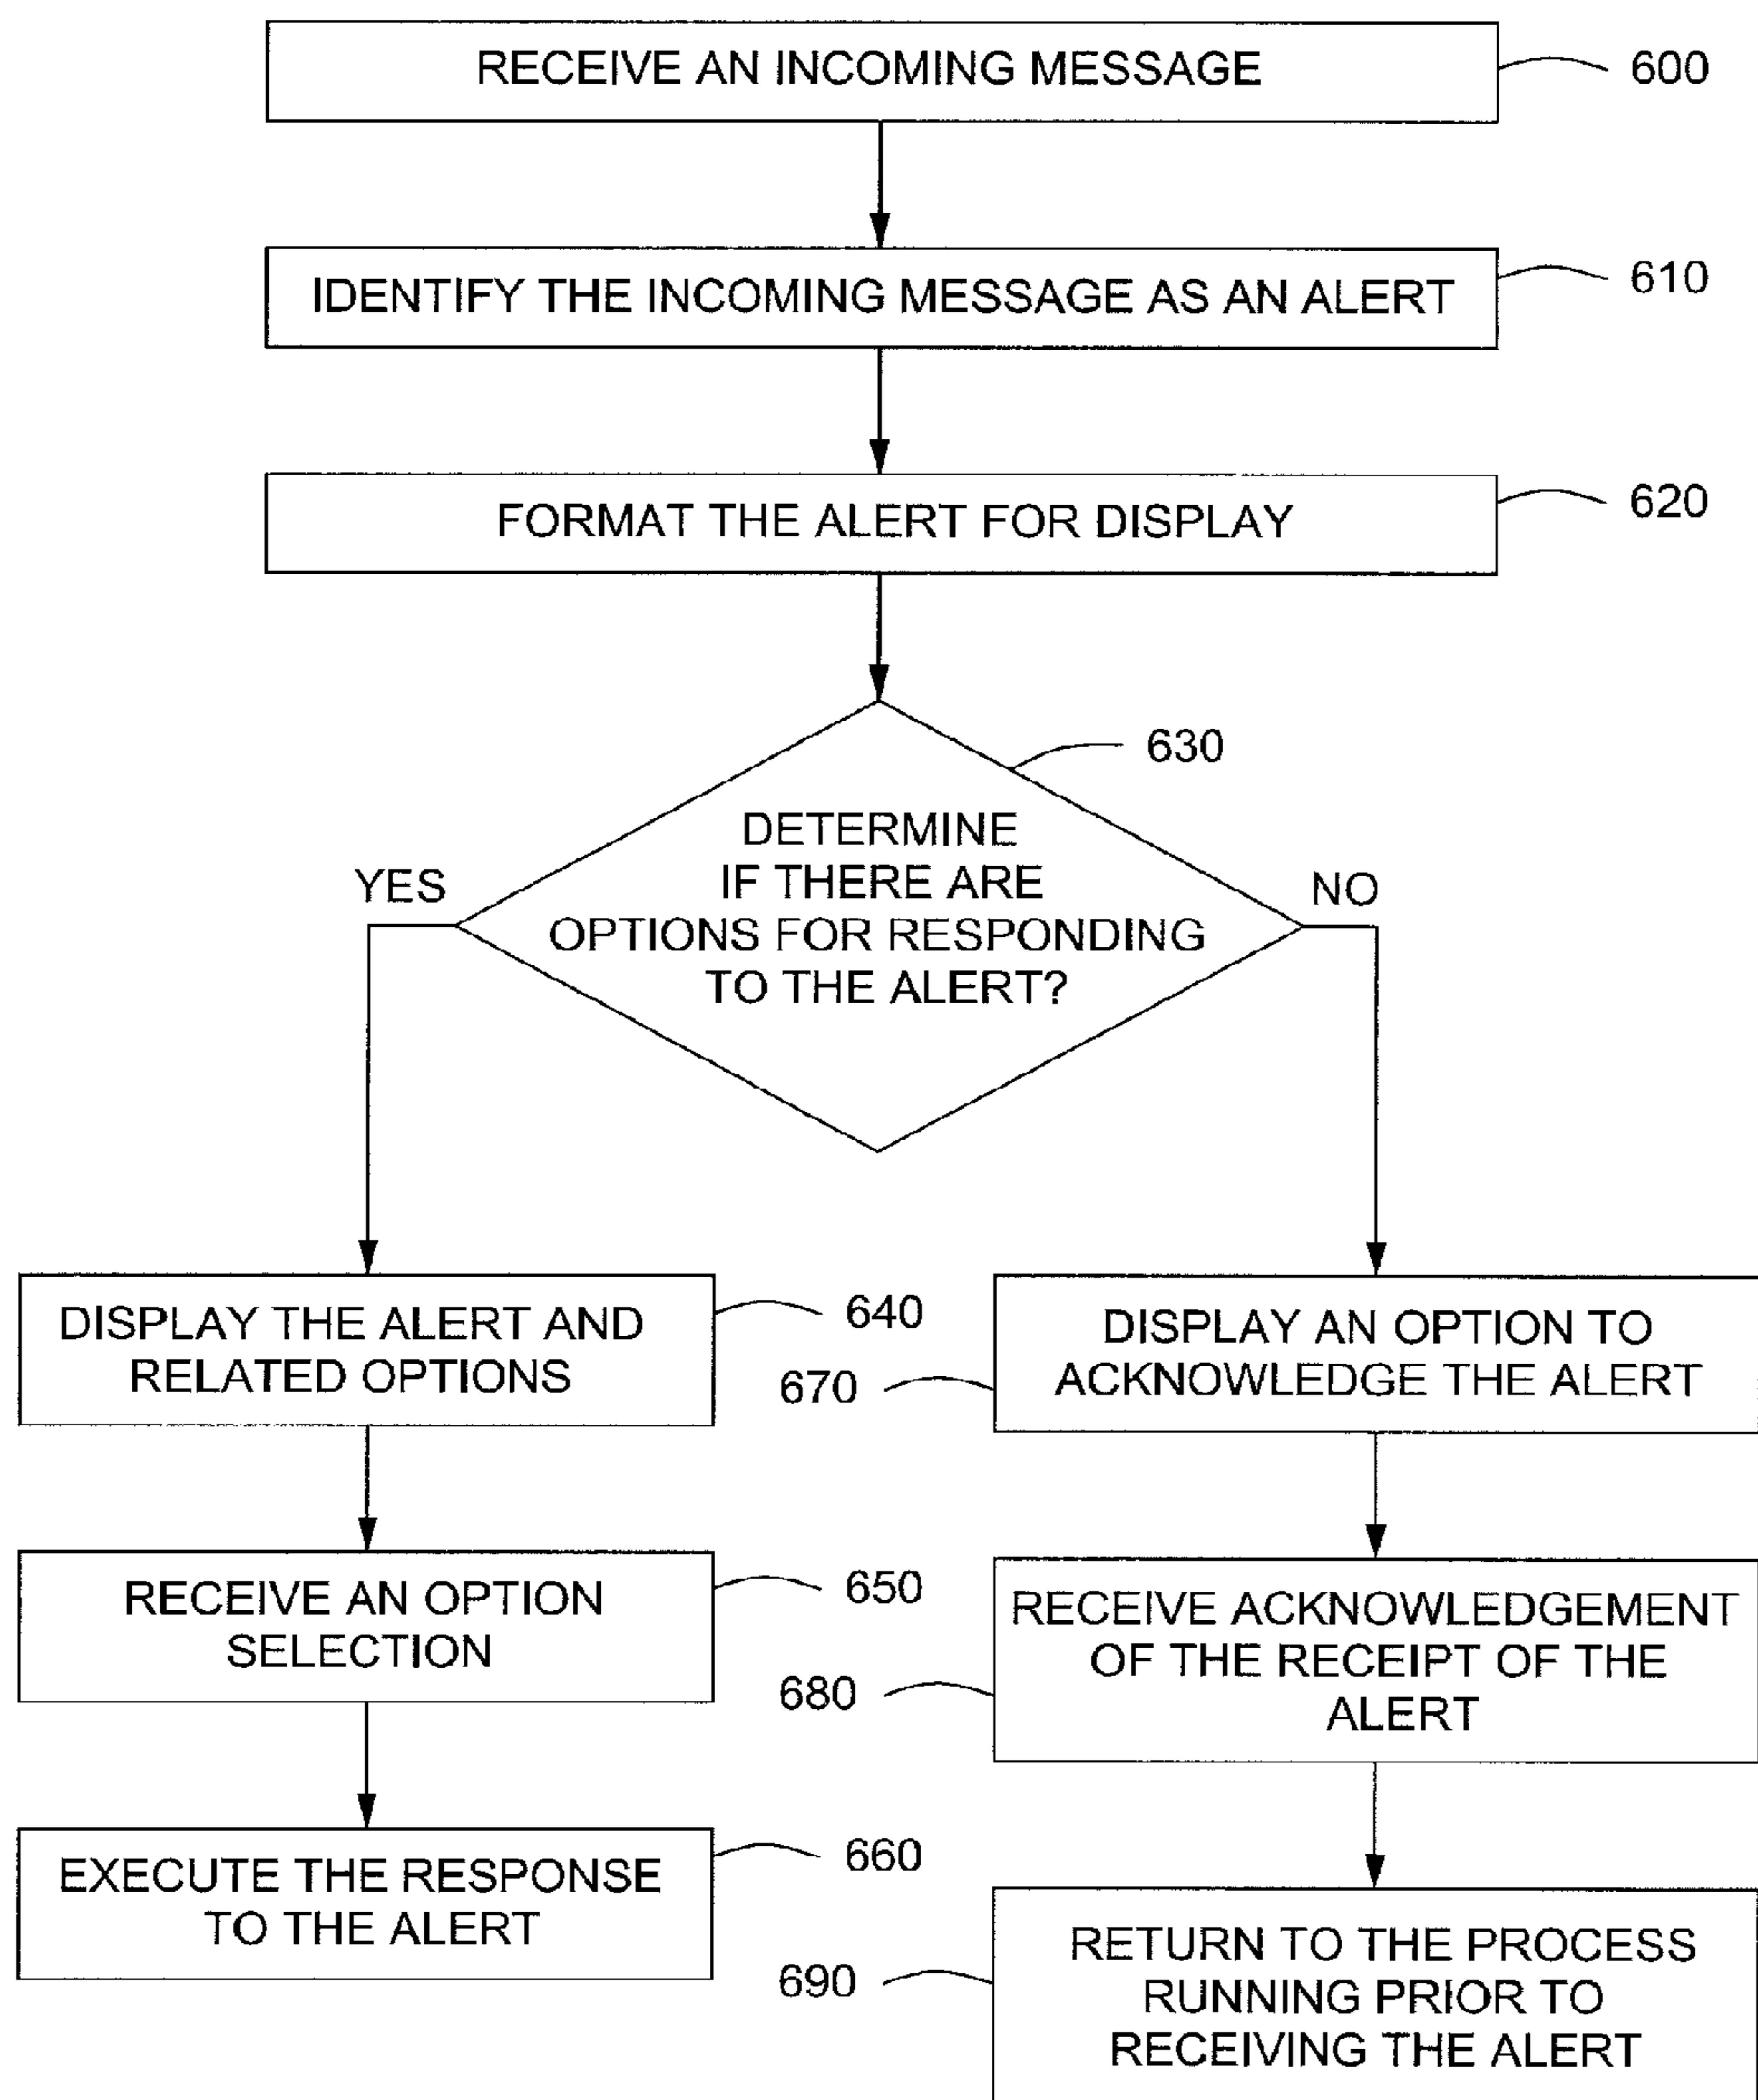 RECEIVE AN INCOMING MESSAGE
600
IDENTIFY THE INCOMING MESSAGE AS AN ALERT
610
FORMAT THE ALERT FOR DISPLAY
620
630
DETERMINE
IF THERE ARE
OPTIONS FOR RESPONDING
TO THE ALERT?
YES
NO
DISPLAY THE ALERT AND
RELATED OPTIONS
640
RECEIVE AN OPTION
SELECTION
650
EXECUTE THE RESPONSE
TO THE ALERT
660
670
DISPLAY AN OPTION TO
ACKNOWLEDGE THE ALERT
680
RECEIVE ACKNOWLEDGEMENT
OF THE RECEIPT OF THE
ALERT
690
RETURN TO THE PROCESS
RUNNING PRIOR TO
RECEIVING THE ALERT